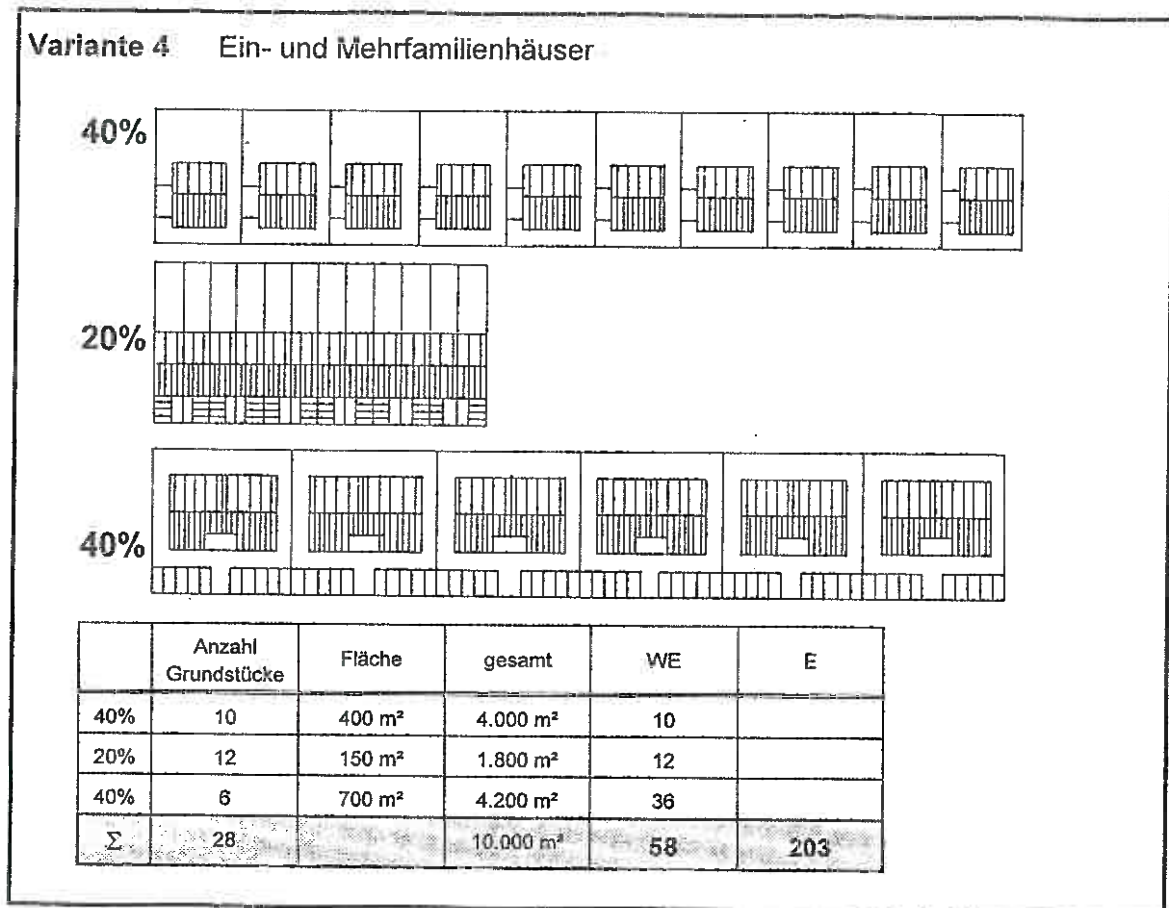 Variante 4 Ein- und Mehrfamilienhäuser
40%
20%
40%
Anzahl Grundstücke Fläche gesamt WE E
40% 10 400 m² 4.000 m² 10
20% 12 150 m² 1.800 m² 12
40% 6 700 m² 4.200 m² 36
Σ 28 10.000 m² 58 203